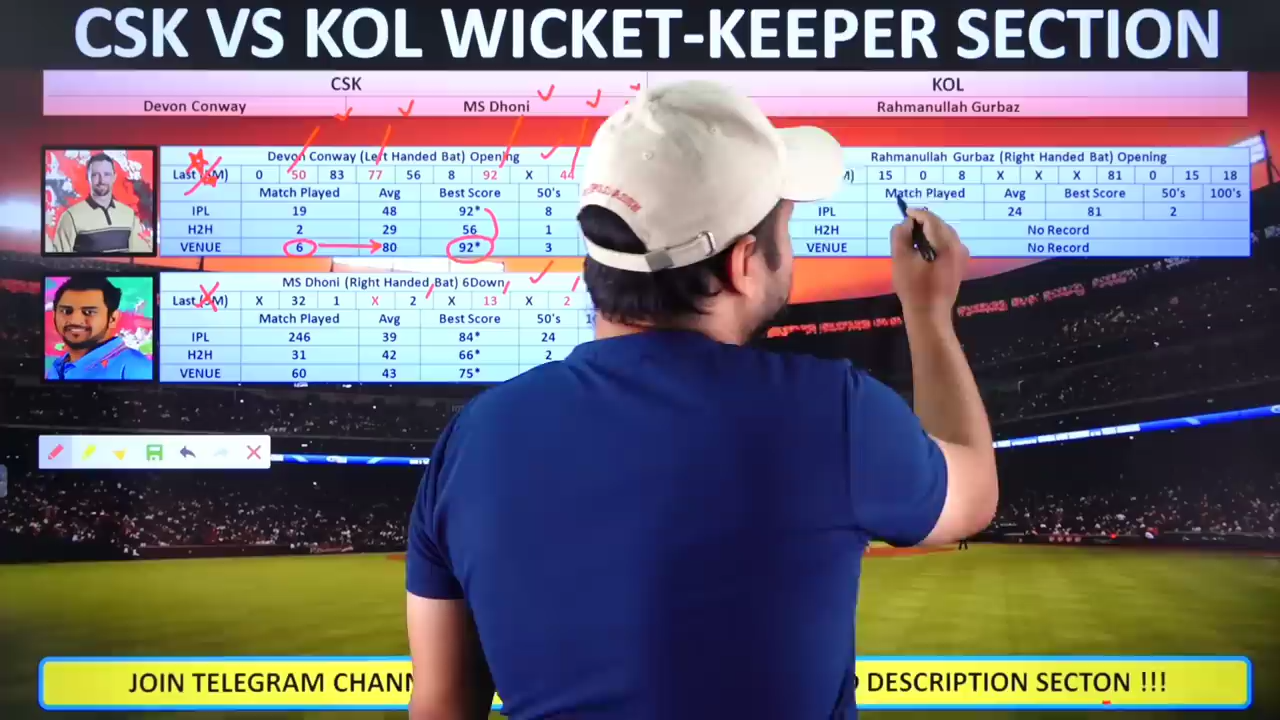 CSK VS KOL WICKET-KEEPER SECTION
CSK KOL
Devon Conway MS Dhoni Rahmanullah Gurbaz
Devon Conway (Left Handed Bat) Opening
0 50 83 77 56 8 92 X 44
Match Played Avg Best Score 50's
IPL 19 48 92* 8
H2H 2 29 56 1
VENUE 6 80 92* 3
MS Dhoni (Right Handed Bat) 6Down
X 32 1 X 2 X 13 X 2
Match Played Avg Best Score 50's
IPL 246 39 84* 24
H2H 31 42 66* 2
VENUE 60 43 75*
Rahmanullah Gurbaz (Right Handed Bat) Opening
15 0 8 X X X 81 0 15 18
Match Played Avg Best Score 50's 100's
IPL 24 81 2
H2H No Record
VENUE No Record
JOIN TELEGRAM DESCRIPTION SECTON !!!